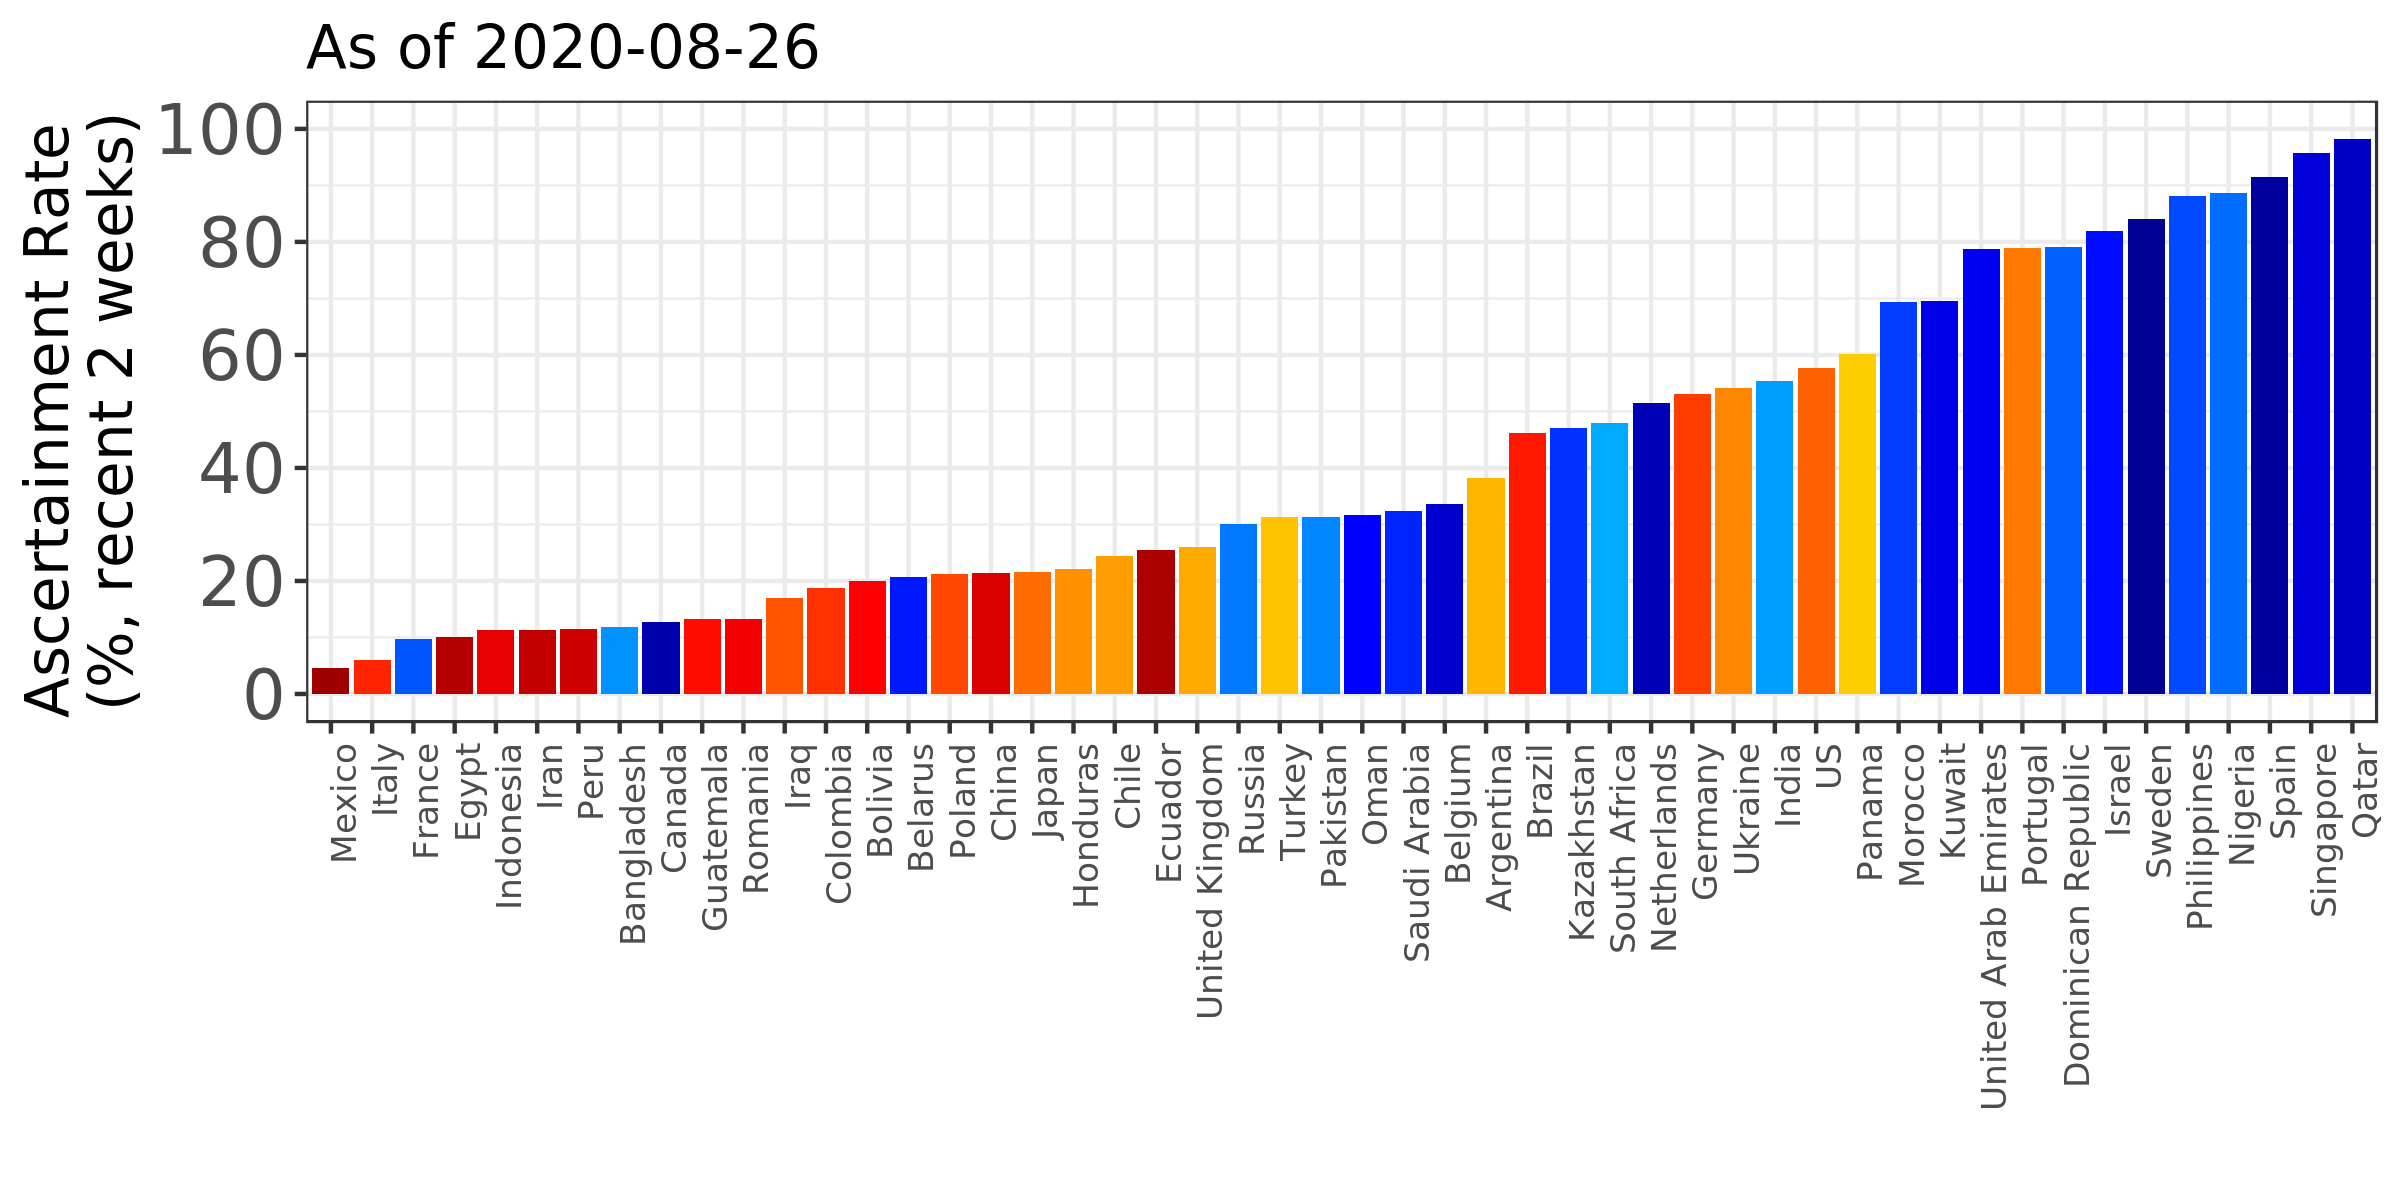 As of 2020-08-26
Ascertainment Rate
(%, recent 2 weeks)
100
80
60
40
20
0
Mexico
Italy
France
Egypt
Indonesia
Iran
Peru
Bangladesh
Canada
Guatemala
Romania
Iraq
Colombia
Bolivia
Belarus
Poland
China
Japan
Honduras
Chile
Ecuador
United Kingdom
Russia
Turkey
Pakistan
Oman
Saudi Arabia
Belgium
Argentina
Brazil
Kazakhstan
South Africa
Netherlands
Germany
Ukraine
India
US
Panama
Morocco
Kuwait
United Arab Emirates
Portugal
Dominican Republic
Israel
Sweden
Philippines
Nigeria
Spain
Singapore
Qatar